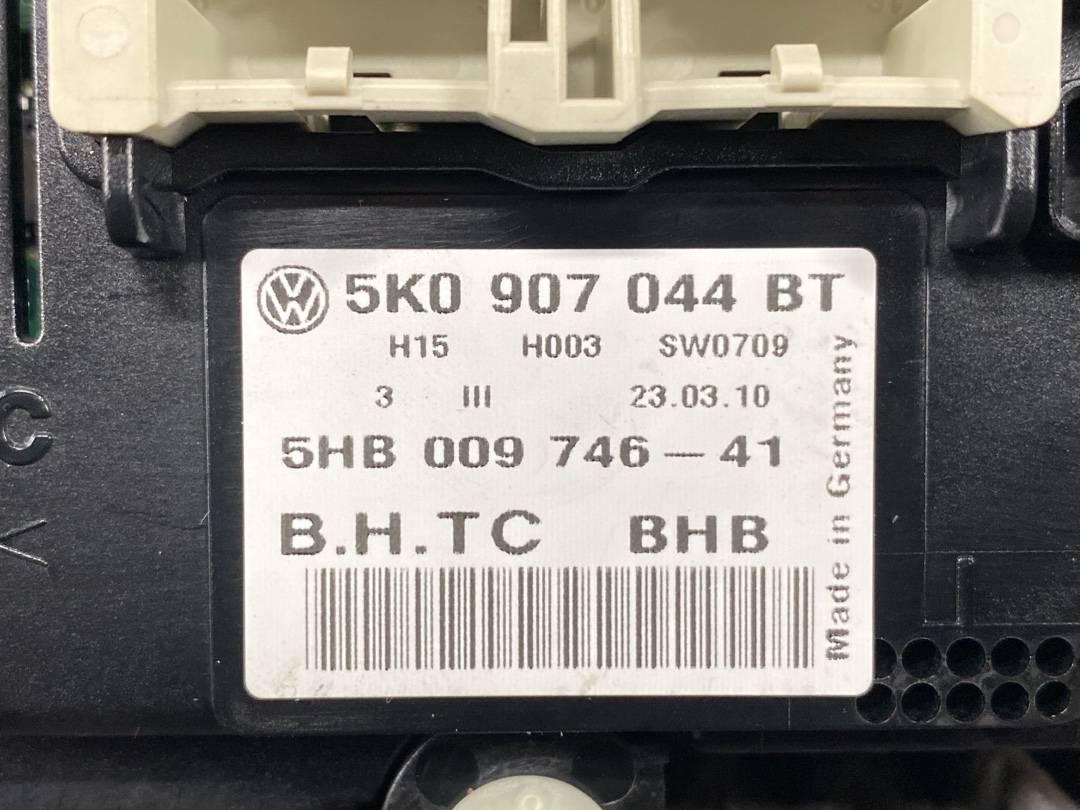 5K0 907 044 BT
H15 H003 SW0709
3 III 23.03.10
5HB 009 746-41
B.H.TC BHB
Made in Germany
C